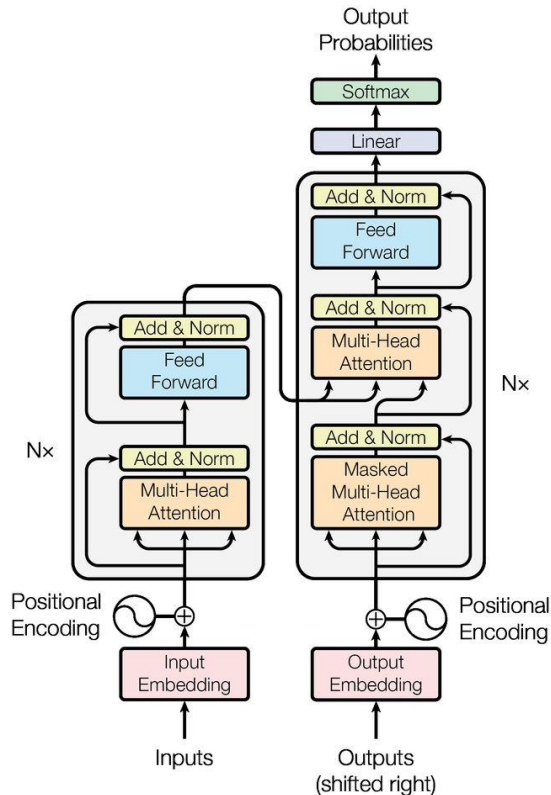 Output
Probabilities
Softmax
Linear
Add & Norm
Feed
Forward
Add & Norm
Multi-Head
Attention
Add & Norm
Masked
Multi-Head
Attention
N×
Add & Norm
Feed
Forward
Add & Norm
Multi-Head
Attention
N×
Positional
Encoding
Positional
Encoding
Input
Embedding
Output
Embedding
Inputs
Outputs
(shifted right)